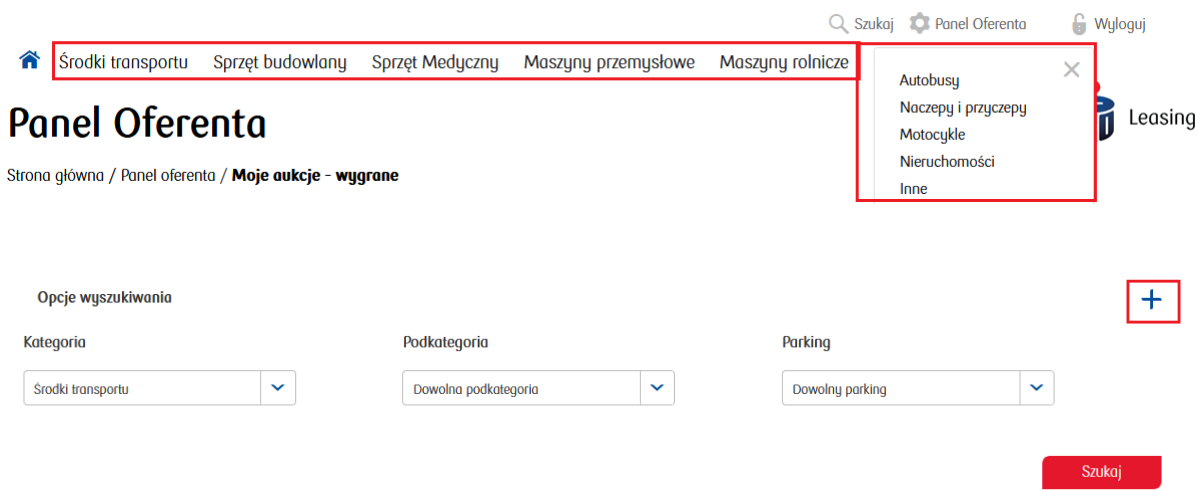 Szukaj Panel Oferenta Wyloguj
Środki transportu Sprzęt budowlany Sprzęt Medyczny Maszyny przemysłowe Maszyny rolnicze
Autobusy
Naczepy i przyczepy
Motocykle
Nieruchomości
Inne
Leasing
Panel Oferenta
Strona główna / Panel oferenta / Moje aukcje - wygrane
Opcje wyszukiwania
Kategoria Podkategoria Parking
Środki transportu Dowolna podkategoria Dowolny parking
Szukaj